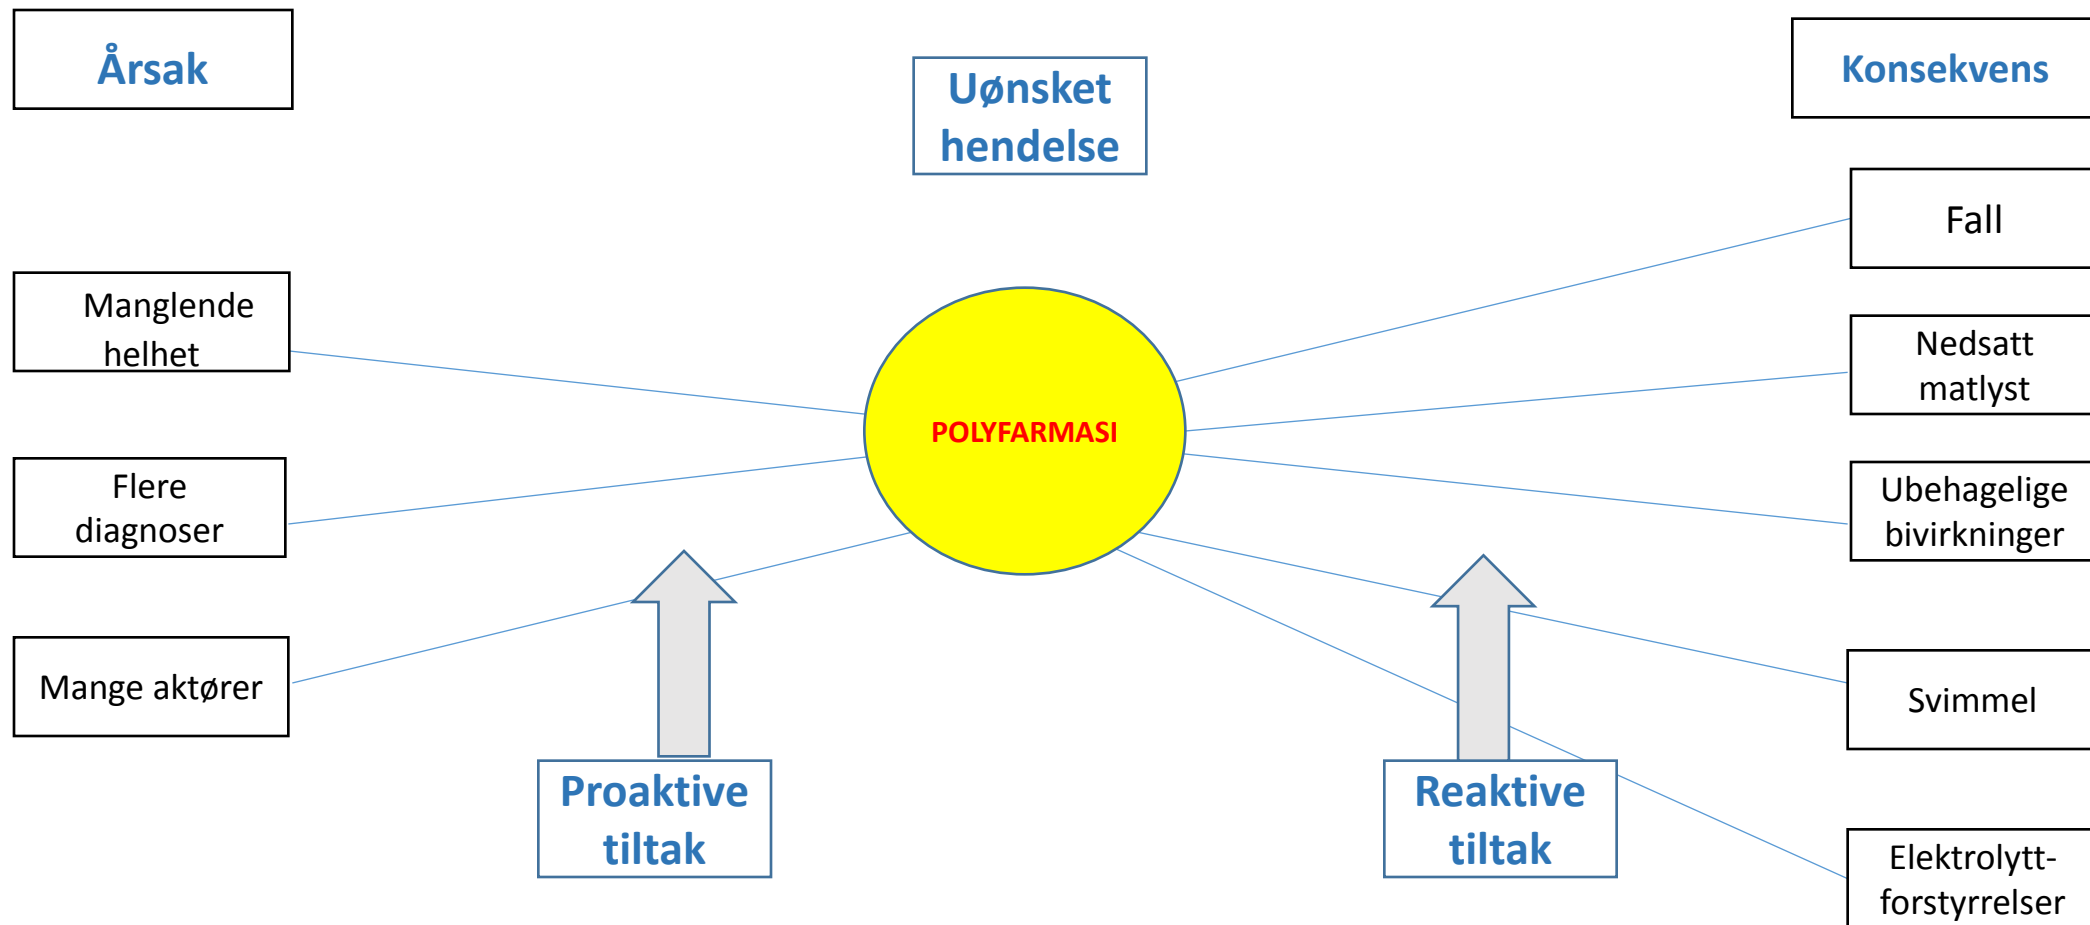 Årsak
Uønsket
hendelse
Konsekvens
Manglende
helhet
Flere
diagnoser
Mange aktører
POLYFARMASI
Fall
Nedsatt
matlyst
Ubehagelige
bivirkninger
Svimmel
Elektrolytt-
forstyrrelser
Proaktive
tiltak
Reaktive
tiltak